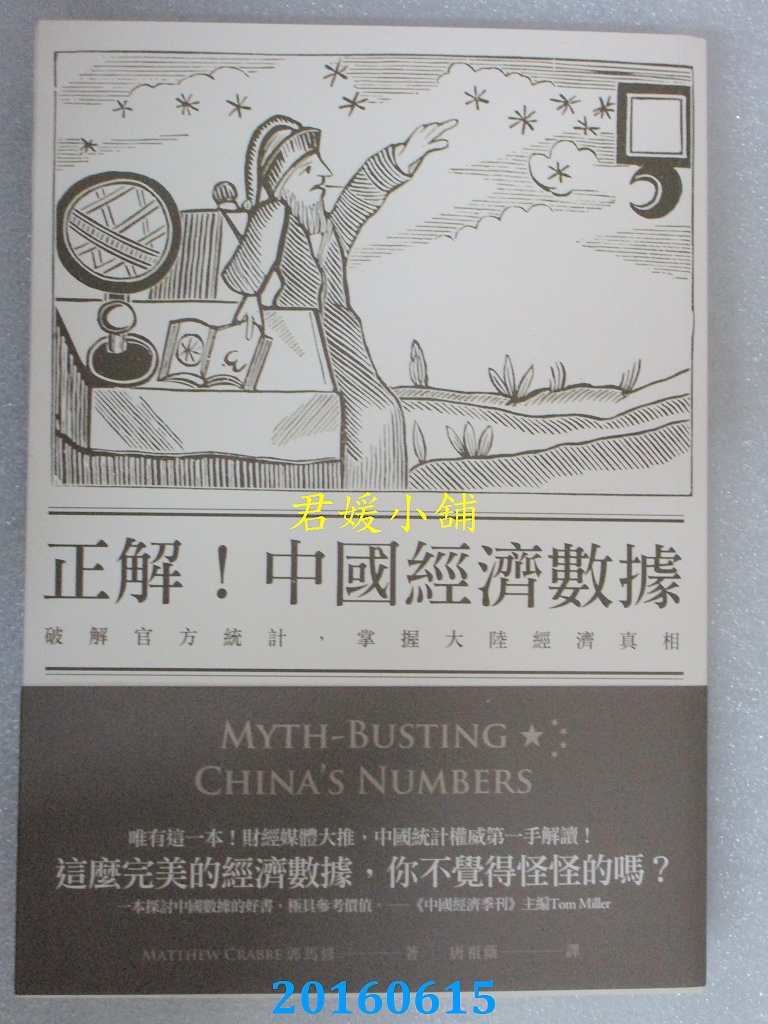 君媛小舖
正解！中國經濟數據
破解官方統計，掌握大陸經濟真相
MYTH-BUSTING
CHINA'S NUMBERS
唯有這一本！財經媒體大推、中國統計權威第一手解讀！
這麼完美的經濟數據，你不覺得怪怪的嗎？
一本探討中國數據的好書，極具參考價值。——《中國經濟季刊》主編Tom Miller
MATTHEW CRABBE 郭馬修————著 唐祖蔭————譯
20160615